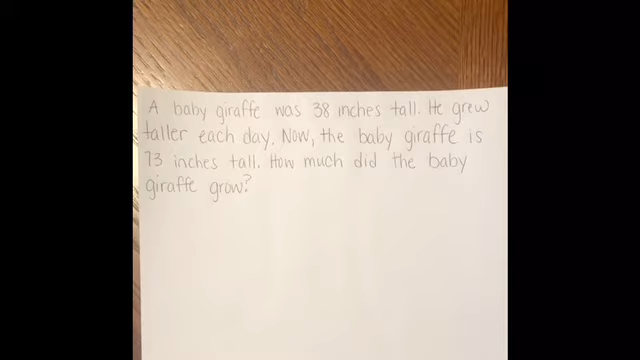 A baby giraffe was 38 inches tall. He grew
taller each day. Now, the baby giraffe is
73 inches tall. How much did the baby
giraffe grow?